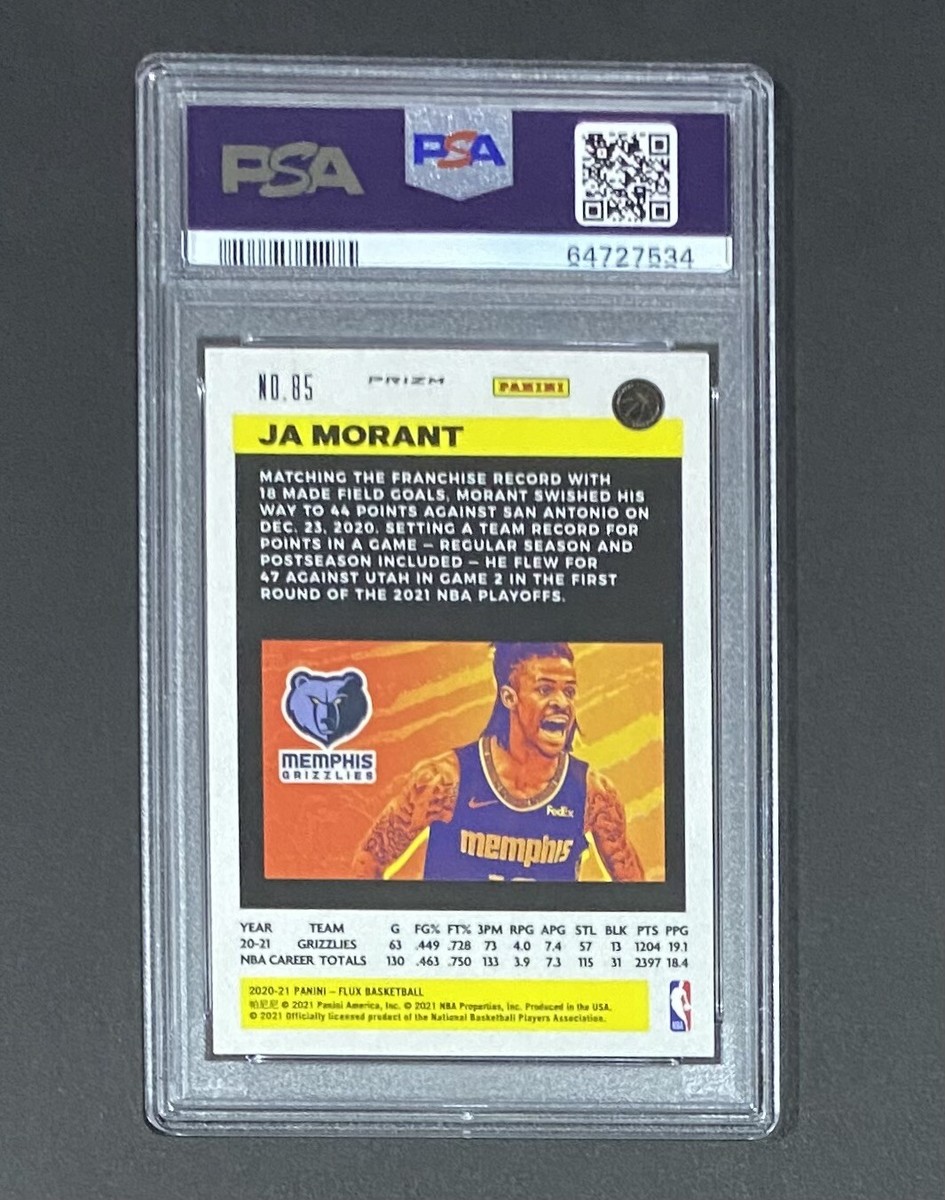 PSA PSA
64727534
NO. 85 PRIZM PANINI
JA MORANT
MATCHING THE FRANCHISE RECORD WITH
18 MADE FIELD GOALS, MORANT SWISHED HIS
WAY TO 44 POINTS AGAINST SAN ANTONIO ON
DEC. 23, 2020. SETTING A TEAM RECORD FOR
POINTS IN A GAME – REGULAR SEASON AND
POSTSEASON INCLUDED – HE FLEW FOR
47 AGAINST UTAH IN GAME 2 IN THE FIRST
ROUND OF THE 2021 NBA PLAYOFFS.
MEMPHIS
GRIZZLIES
FedEx
memphis
YEAR TEAM G FG% FT% 3PM RPG APG STL BLK PTS PPG
20-21 GRIZZLIES 63 .449 .728 73 4.0 7.4 57 13 1204 19.1
NBA CAREER TOTALS 130 .463 .750 133 3.9 7.3 115 31 2397 18.4
2020-21 PANINI – FLUX BASKETBALL
帕尼尼 © 2021 Panini America, Inc. © 2021 NBA Properties, Inc. Produced in the USA.
© 2021 Officially licensed product of the National Basketball Players Association.
NBA